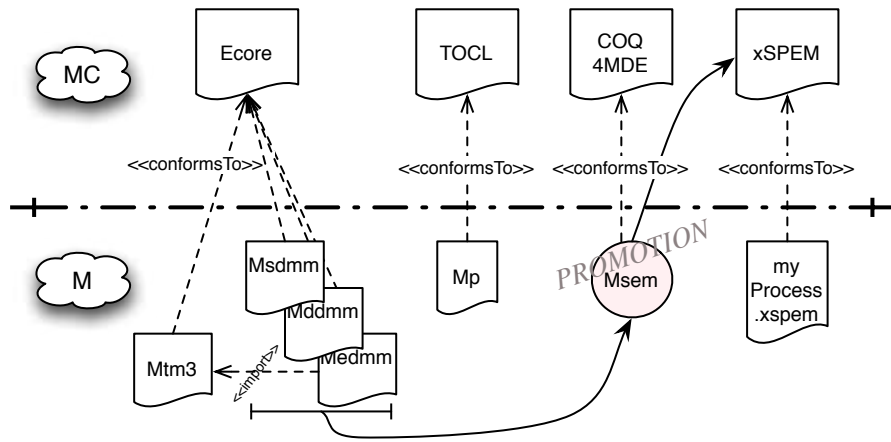 MC
Ecore
TOCL
COQ
4MDE
xSPEM
<<conformsTo>>
<<conformsTo>>
<<conformsTo>>
<<conformsTo>>
M
Msdmm
Mddmm
Medmm
Mtm3
<<import>>
Mp
PROMOTION
Msem
my
Process
.xspem